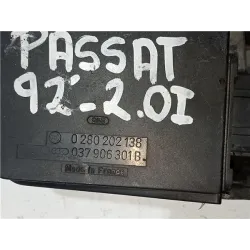 PASSAT
92'-2.0I
0 280 202 138
037 906 301 B
Made in France